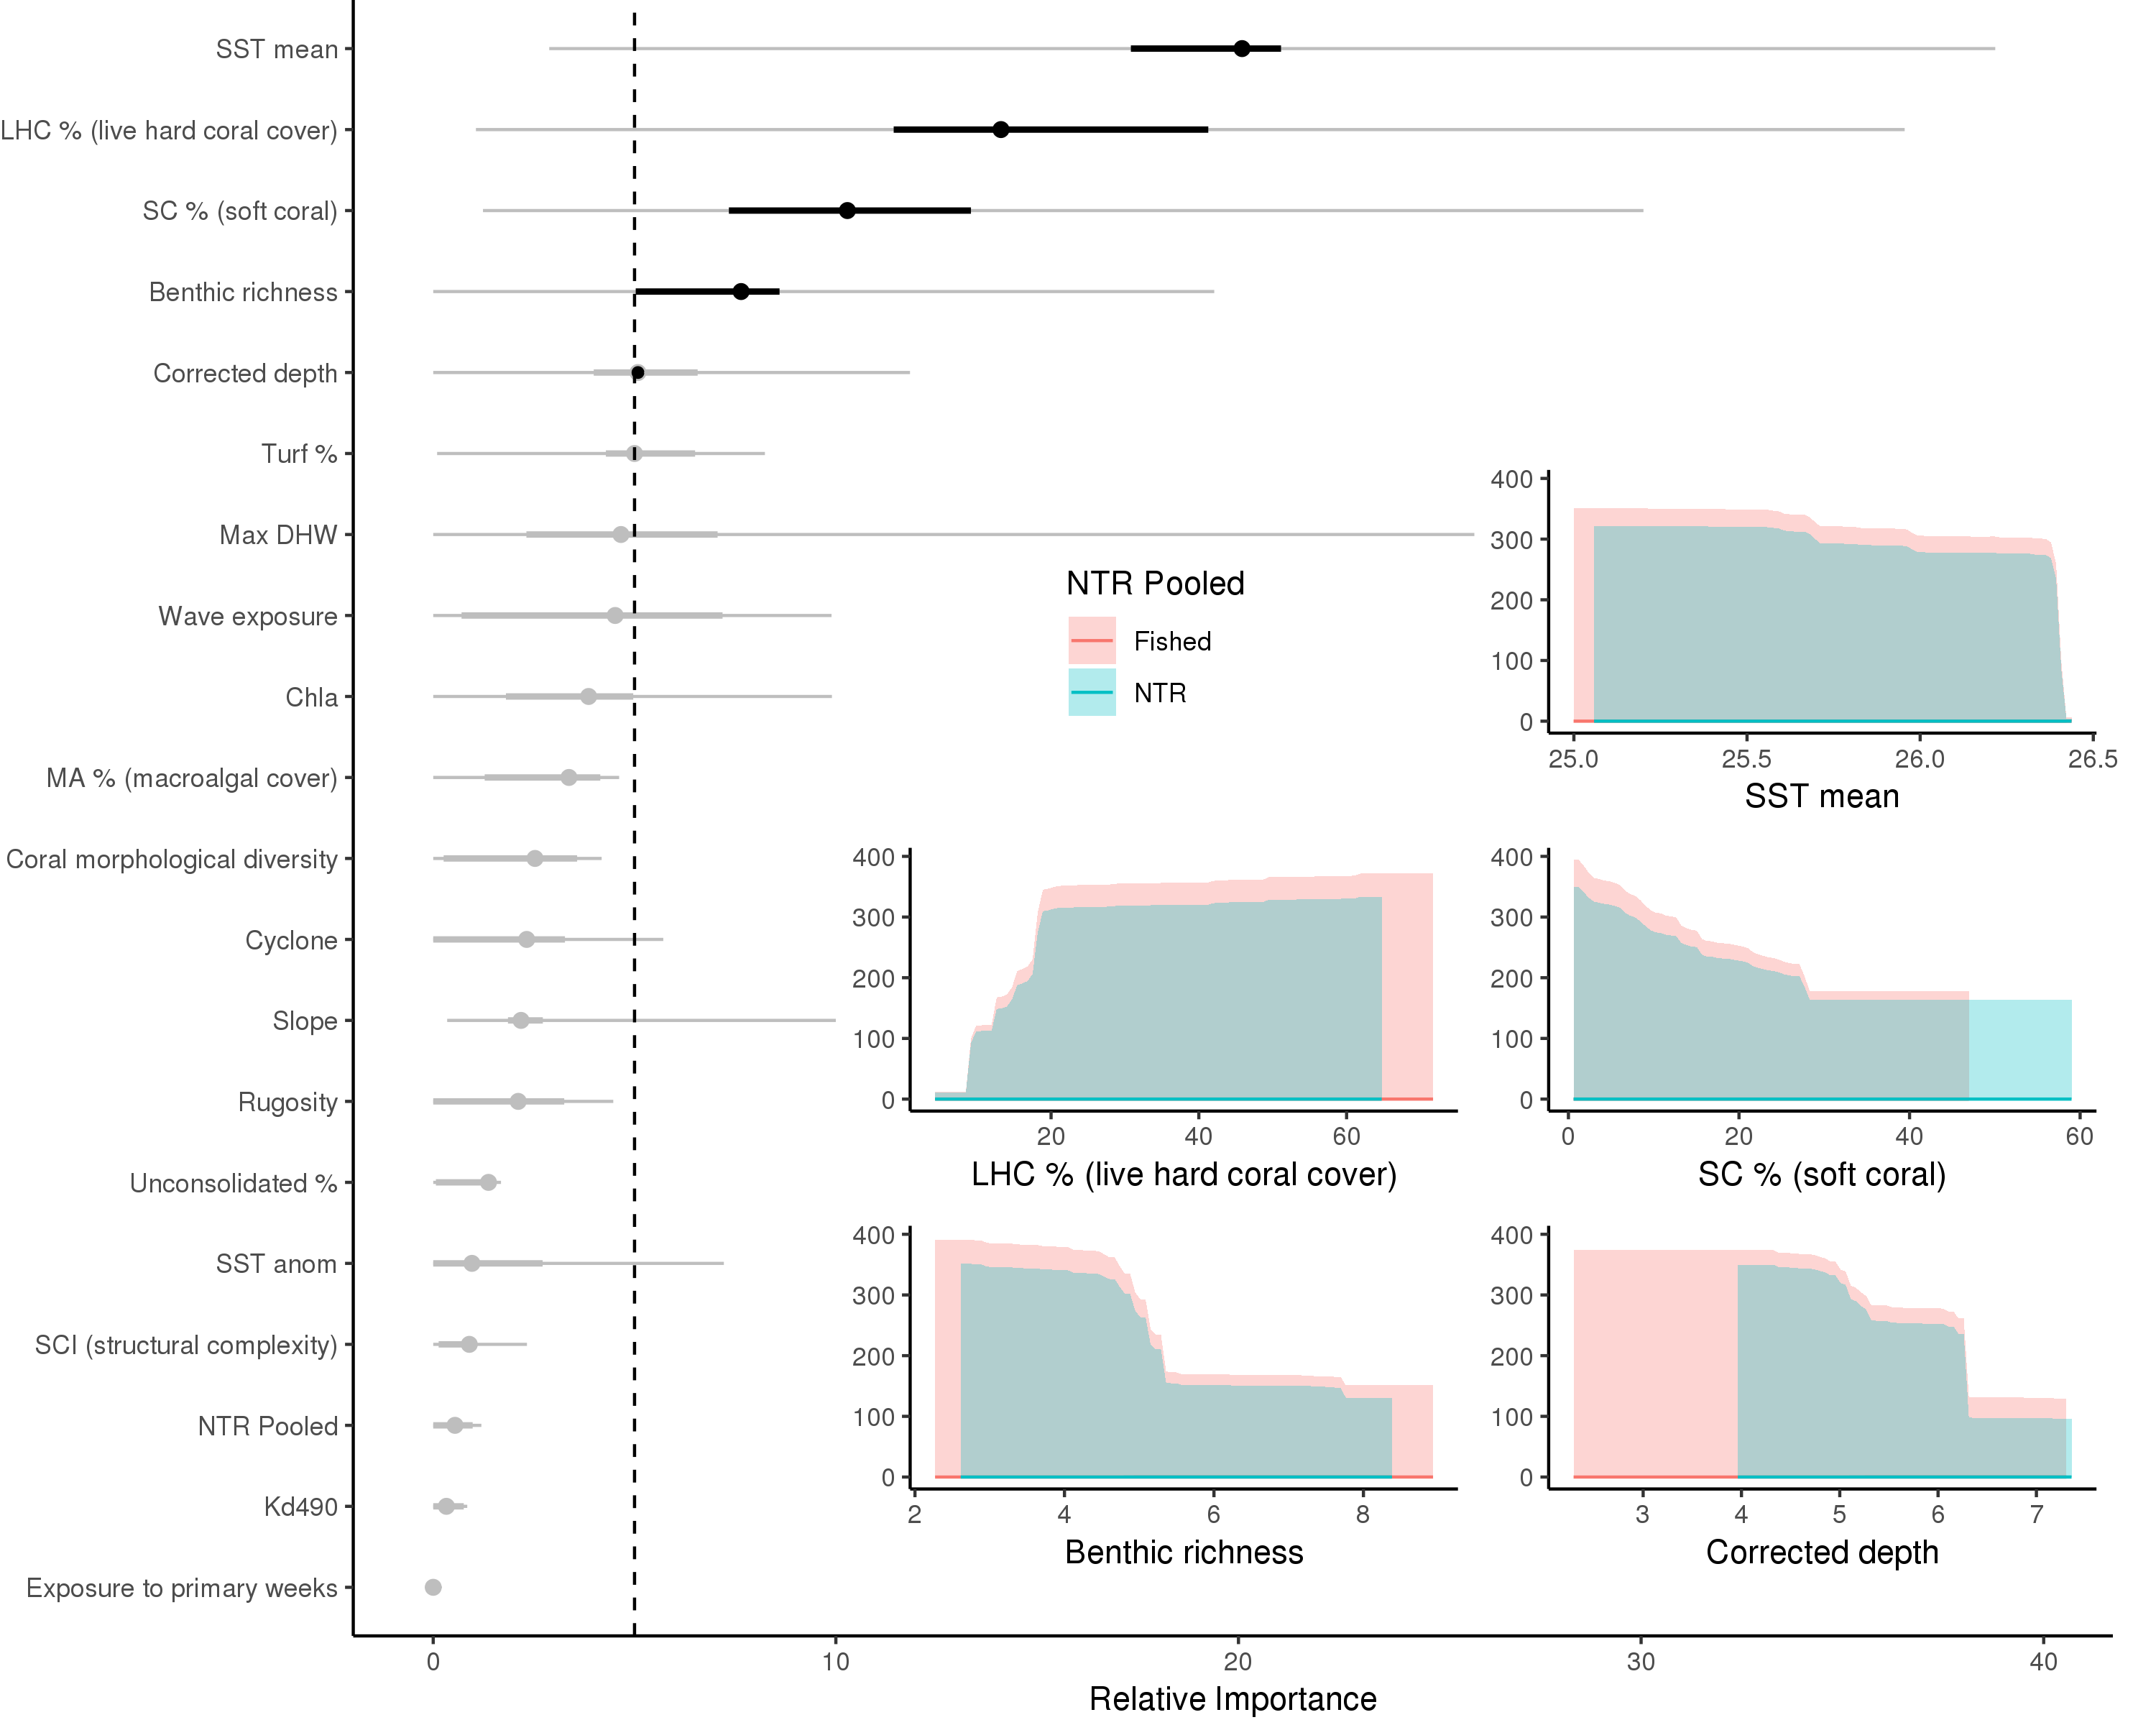 SST mean
LHC % (live hard coral cover)
SC % (soft coral)
Benthic richness
Corrected depth
Turf %
Max DHW
Wave exposure
Chla
MA % (macroalgal cover)
Coral morphological diversity
Cyclone
Slope
Rugosity
Unconsolidated %
SST anom
SCI (structural complexity)
NTR Pooled
Kd490
Exposure to primary weeks
0 10 20 30 40
Relative Importance
NTR Pooled
Fished
NTR
400
300
200
100
0
25.0 25.5 26.0 26.5
SST mean
400
300
200
100
0
20 40 60
LHC % (live hard coral cover)
400
300
200
100
0
0 20 40 60
SC % (soft coral)
400
300
200
100
0
2 4 6 8
Benthic richness
400
300
200
100
0
3 4 5 6 7
Corrected depth